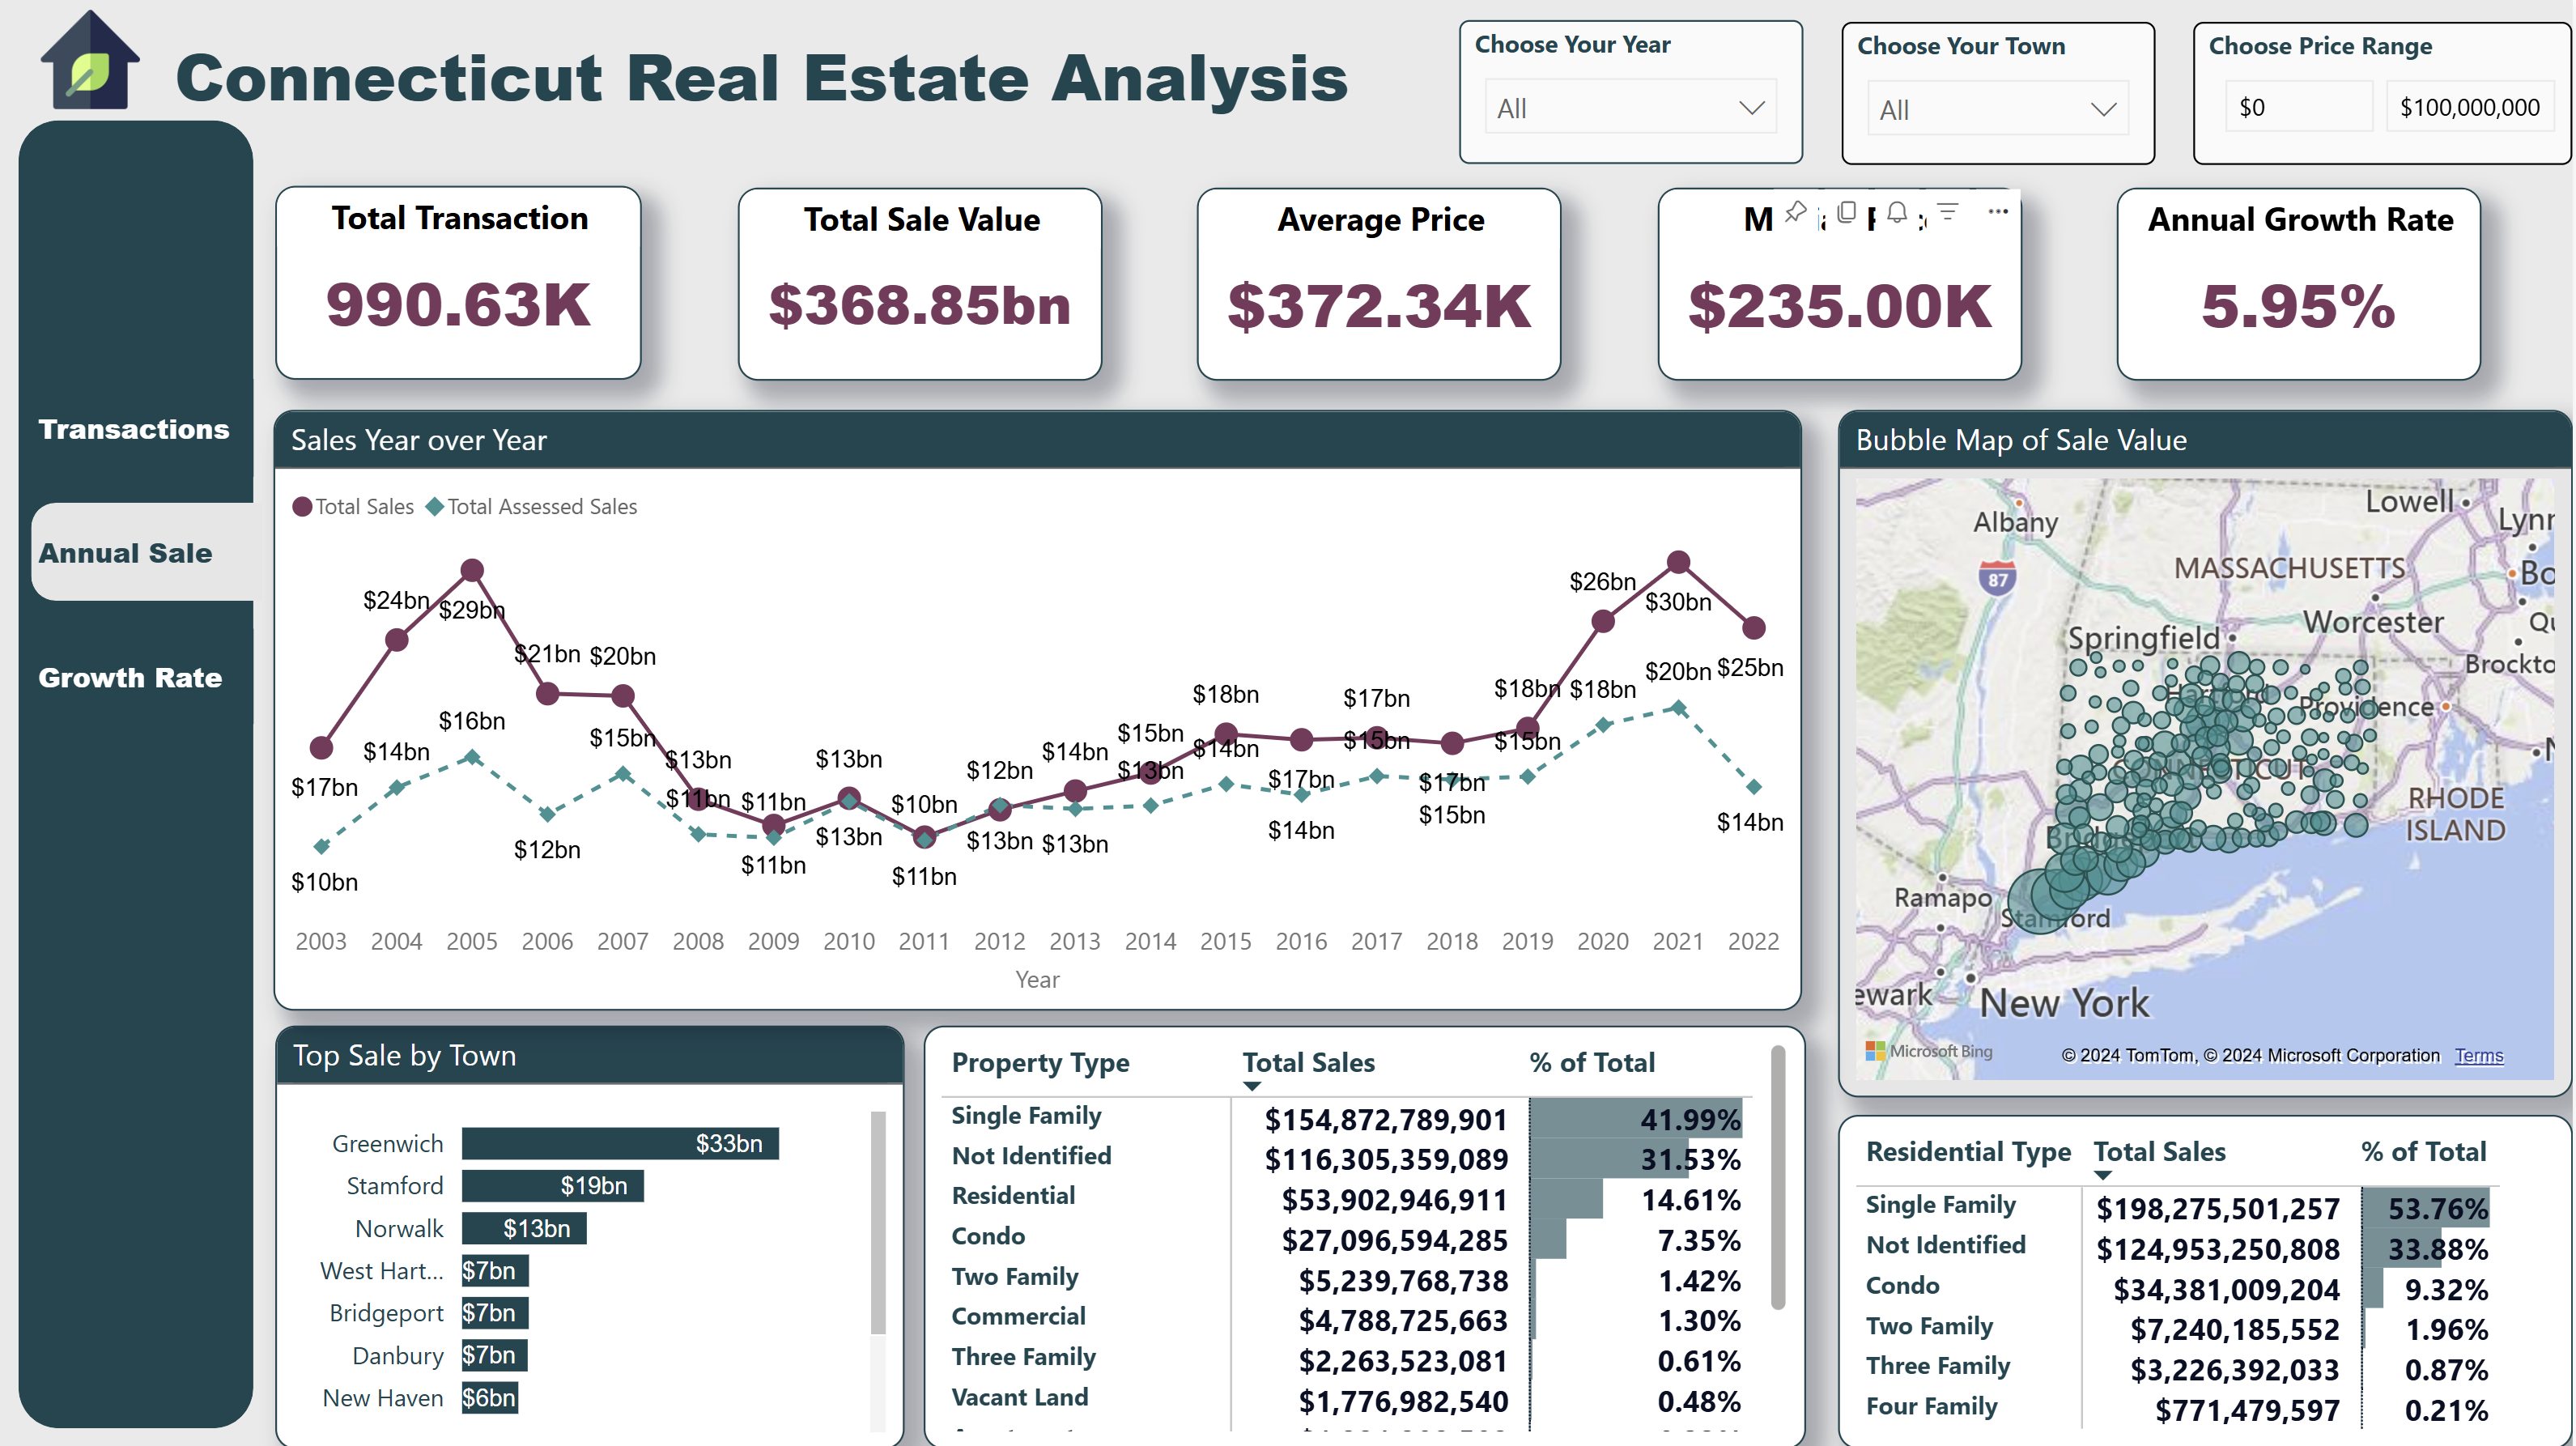 Connecticut Real Estate Analysis
Choose Your Year
All
Choose Your Town
All
Choose Price Range
$0
$100,000,000
Transactions
Annual Sale
Growth Rate
Total Transaction
990.63K
Total Sale Value
$368.85bn
Average Price
$372.34K
$235.00K
Annual Growth Rate
5.95%
Sales Year over Year
Total Sales
Total Assessed Sales
$17bn
$24bn
$29bn
$21bn
$20bn
$13bn
$11bn
$13bn
$10bn
$12bn
$14bn
$15bn
$18bn
$17bn
$17bn
$17bn
$18bn
$26bn
$30bn
$25bn
$10bn
$14bn
$16bn
$12bn
$15bn
$11bn
$11bn
$13bn
$11bn
$13bn
$13bn
$13bn
$14bn
$14bn
$15bn
$15bn
$15bn
$18bn
$20bn
$14bn
2003 2004 2005 2006 2007 2008 2009 2010 2011 2012 2013 2014 2015 2016 2017 2018 2019 2020 2021 2022
Year
Bubble Map of Sale Value
Lowell
Albany
87
MASSACHUSETTS
Worcester
Springfield
Brockto
Providence
RHODE
ISLAND
Ramapo
Stamford
ewark
New York
Microsoft Bing
© 2024 TomTom, © 2024 Microsoft Corporation Terms
Top Sale by Town
Greenwich $33bn
Stamford $19bn
Norwalk $13bn
West Hart... $7bn
Bridgeport $7bn
Danbury $7bn
New Haven $6bn
Property Type Total Sales % of Total
Single Family $154,872,789,901 41.99%
Not Identified $116,305,359,089 31.53%
Residential $53,902,946,911 14.61%
Condo $27,096,594,285 7.35%
Two Family $5,239,768,738 1.42%
Commercial $4,788,725,663 1.30%
Three Family $2,263,523,081 0.61%
Vacant Land $1,776,982,540 0.48%
Residential Type Total Sales % of Total
Single Family $198,275,501,257 53.76%
Not Identified $124,953,250,808 33.88%
Condo $34,381,009,204 9.32%
Two Family $7,240,185,552 1.96%
Three Family $3,226,392,033 0.87%
Four Family $771,479,597 0.21%